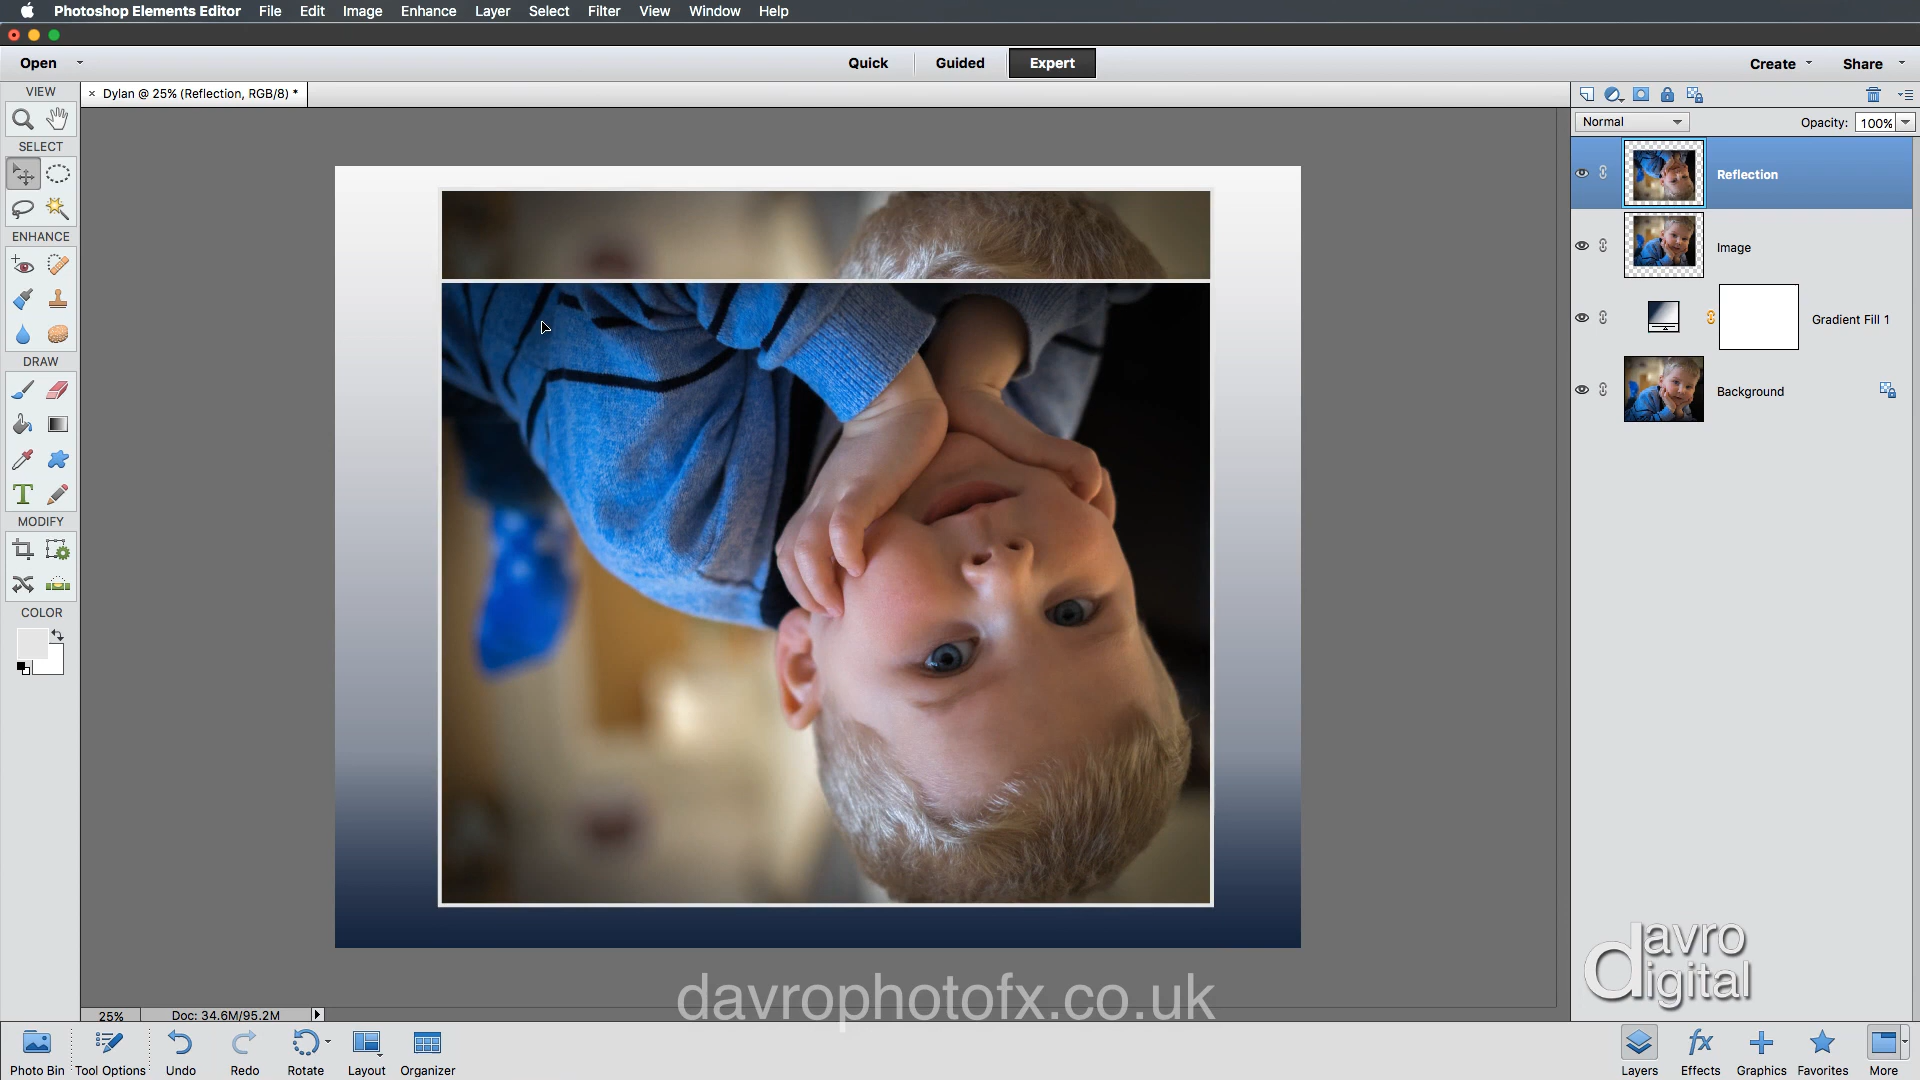 Photoshop Elements Editor File Edit Image Enhance Layer Select Filter View Window Help
Open Quick Guided Expert Create Share
VIEW
× Dylan @ 25% (Reflection, RGB/8) *
Normal Opacity: 100%
SELECT
Reflection
ENHANCE
Image
Gradient Fill 1
DRAW
Background
T
MODIFY
COLOR
davro
digital
davrophotofx.co.uk
25% Doc: 34.6M/95.2M
fx
Photo Bin Tool Options Undo Redo Rotate Layout Organizer Layers Effects Graphics Favorites More